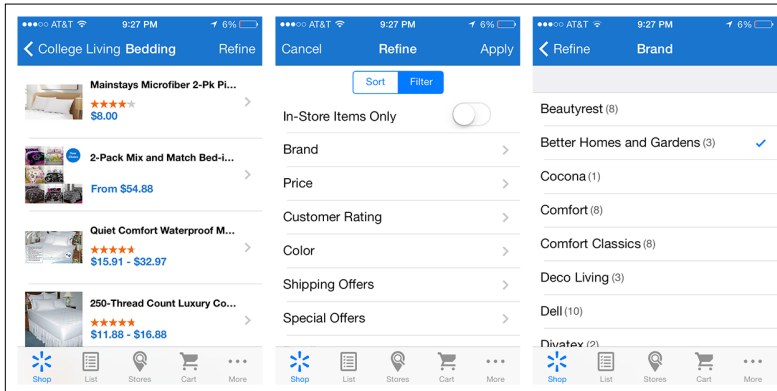 AT&T 9:27 PM 6%
College Living Bedding Refine
Mainstays Microfiber 2-Pk Pi...
$8.00
2-Pack Mix and Match Bed-i...
From $54.88
Quiet Comfort Waterproof M...
$15.91 - $32.97
250-Thread Count Luxury Co...
$11.88 - $16.88
Shop List Stores Cart More
AT&T 9:27 PM 6%
Cancel Refine Apply
Sort Filter
In-Store Items Only
Brand
Price
Customer Rating
Color
Shipping Offers
Special Offers
Shop List Stores Cart More
AT&T 9:27 PM 6%
Refine Brand
Beautyrest (8)
Better Homes and Gardens (3)
Cocona (1)
Comfort (8)
Comfort Classics (8)
Deco Living (3)
Dell (10)
Divatex (2)
Shop List Stores Cart More